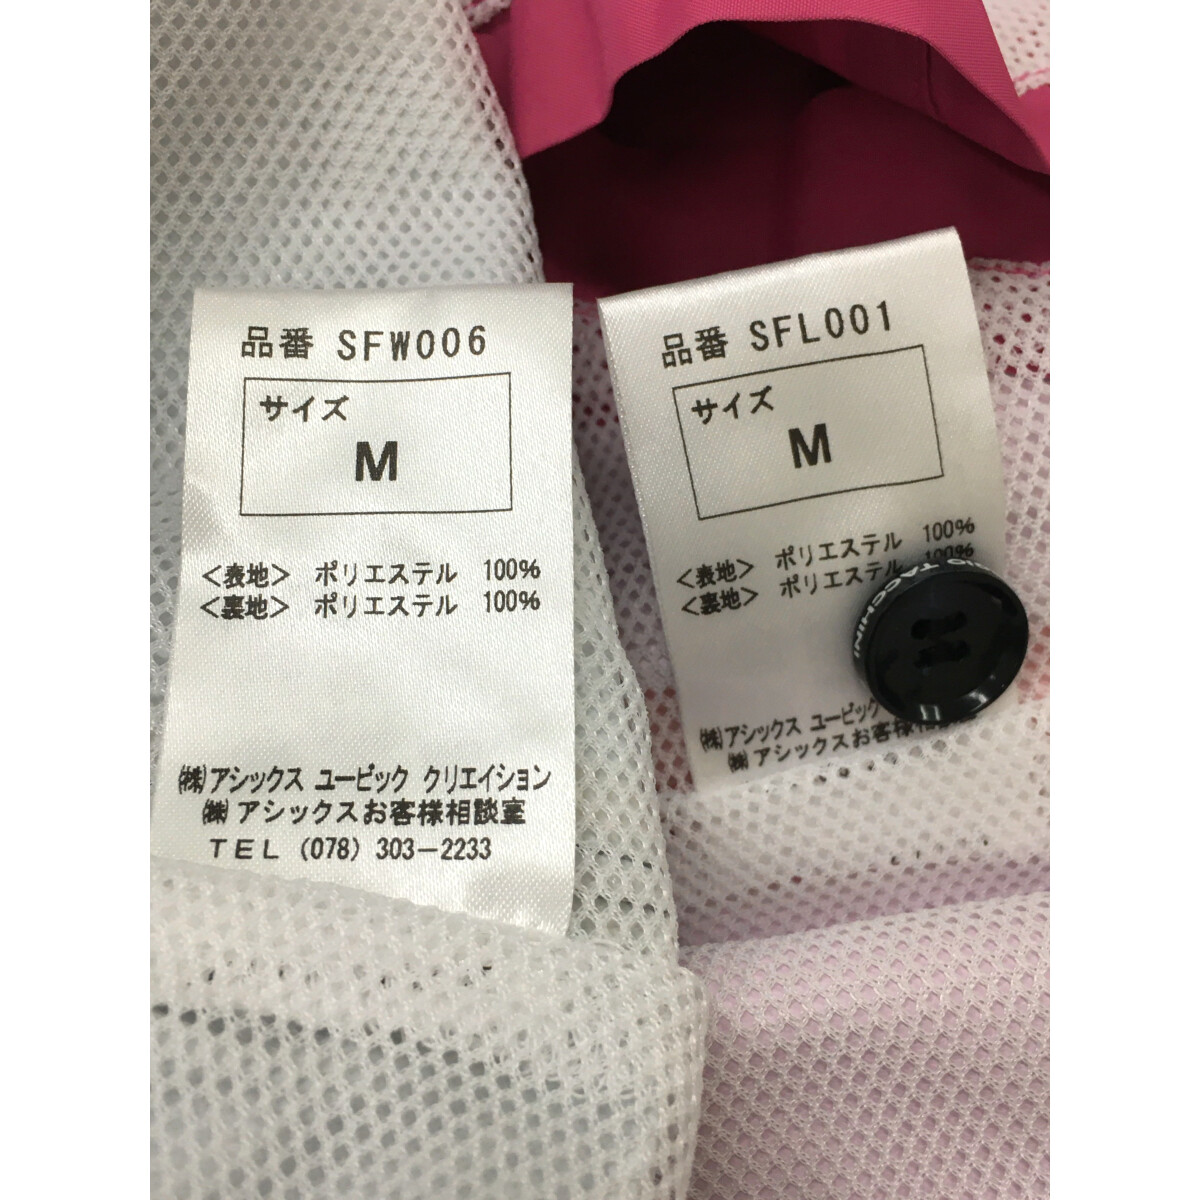 品番 SFW006
サイズ
M
<表地> ポリエステル 100%
<裏地> ポリエステル 100%
㈱アシックス ユービック クリエイション
㈱アシックスお客様相談室
TEL (078) 303-2233
品番 SFL001
サイズ
M
<表地> ポリエステル 100%
<裏地> ポリエステル 100%
TACCHINI
㈱アシックス ユービック
㈱アシックスお客様相談